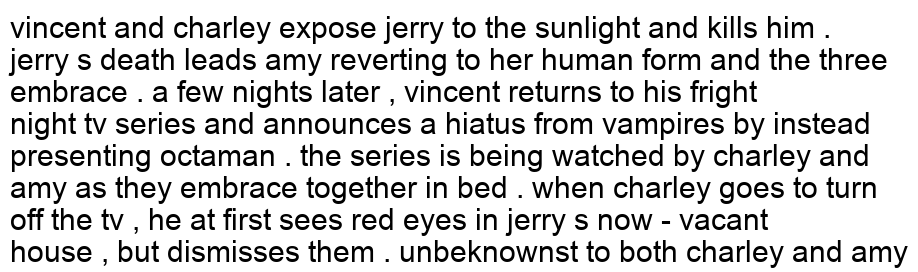 vincent and charley expose jerry to the sunlight and kills him .
jerry s death leads amy reverting to her human form and the three
embrace . a few nights later , vincent returns to his fright
night tv series and announces a hiatus from vampires by instead
presenting octaman . the series is being watched by charley and
amy as they embrace together in bed . when charley goes to turn
off the tv , he at first sees red eyes in jerry s now - vacant
house , but dismisses them . unbeknownst to both charley and amy